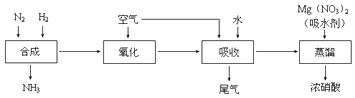 N₂ H₂
空气
水
Mg（NO₃）₂
（吸水剂）
合成
氧化
吸收
蒸馏
NH₃
尾气
浓硝酸